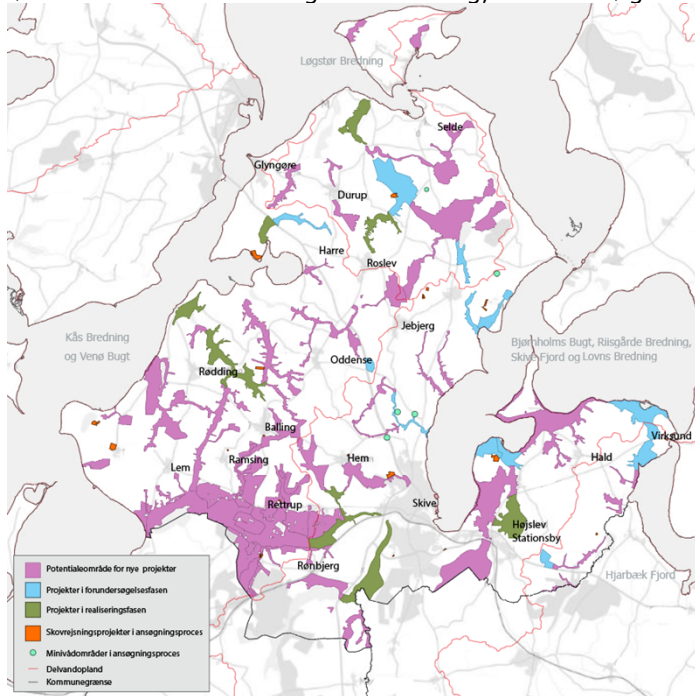 Løgstør Bredning
Selde
Glyngøre
Durup
Harre
Roslev
Kås Bredning
og Venø Bugt
Jebjerg
Bjørnholms Bugt, Riisgårde Bredning,
Skive Fjord og Lovns Bredning
Oddense
Rødding
Balling
Virksund
Lem
Ramsing
Hem
Hald
Rettrup
Skive
Højslev
Stationsby
Rønbjerg
Hjarbæk Fjord
Potentialeområde for nye projekter
Projekter i forundersøgelsesfasen
Projekter i realiseringsfasen
Skovrejsningsprojekter i ansøgningsproces
Minivådområder i ansøgningsproces
Delvandopland
Kommunegrænse